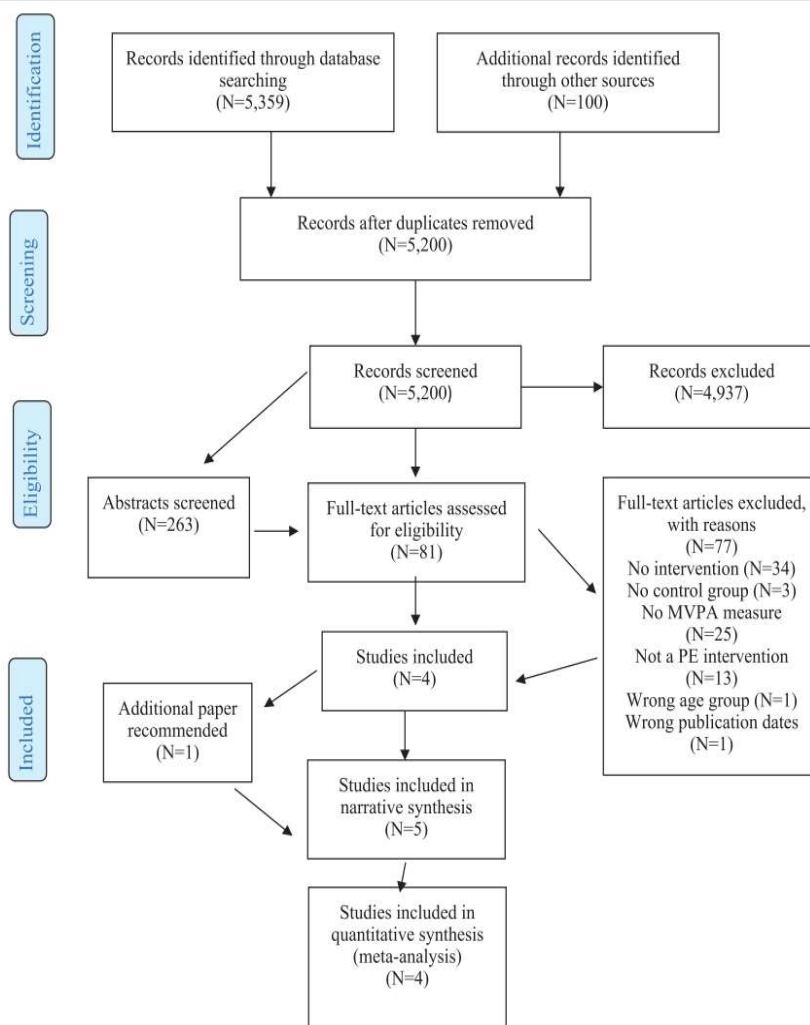 Identification
Records identified through database
searching
(N=5,359)
Additional records identified
through other sources
(N=100)
Screening
Records after duplicates removed
(N=5,200)
Records screened
(N=5,200)
Records excluded
(N=4,937)
Eligibility
Abstracts screened
(N=263)
Full-text articles assessed
for eligibility
(N=81)
Full-text articles excluded,
with reasons
(N=77)
No intervention (N=34)
No control group (N=3)
No MVPA measure
(N=25)
Not a PE intervention
(N=13)
Wrong age group (N=1)
Wrong publication dates
(N=1)
Included
Studies included
(N=4)
Additional paper
recommended
(N=1)
Studies included in
narrative synthesis
(N=5)
Studies included in
quantitative synthesis
(meta-analysis)
(N=4)